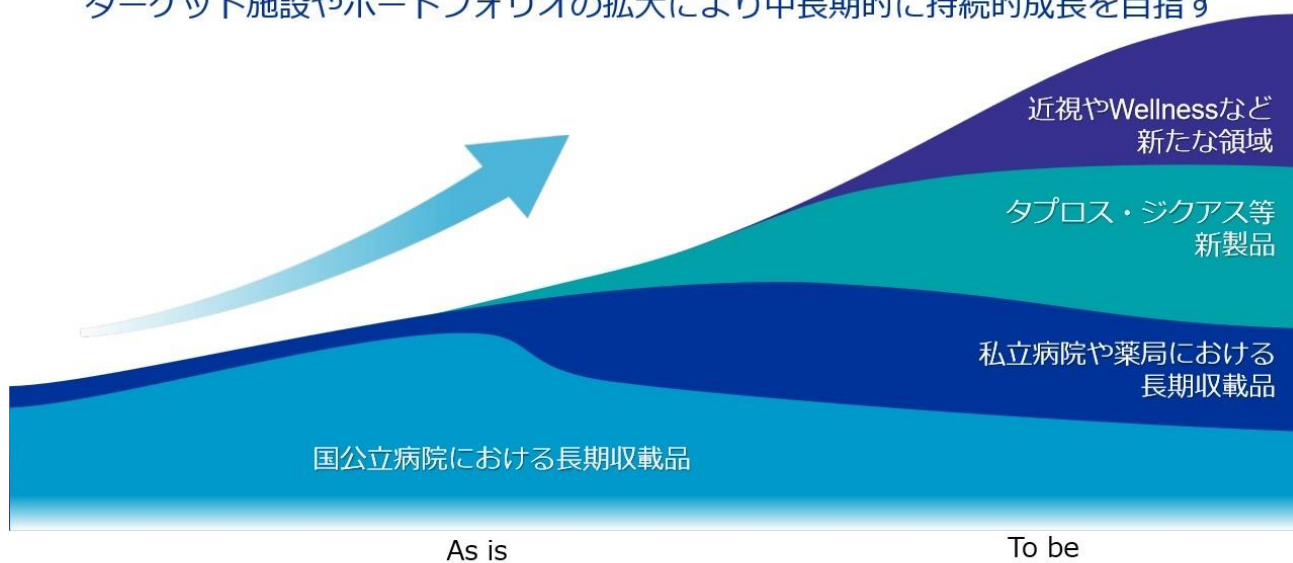 ターゲット施設やポートフォリオの拡大により中長期的に持続的成長を目指す
近視やWellnessなど
新たな領域
タプロス・ジクアス等
新製品
私立病院や薬局における
長期収載品
国公立病院における長期収載品
As is
To be